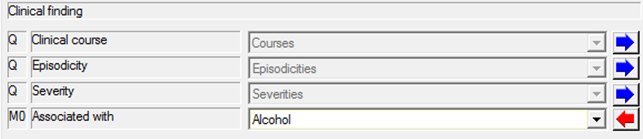 Clinical finding
Q Clinical course Courses
Q Episodicity Episodicities
Q Severity Severities
M0 Associated with Alcohol